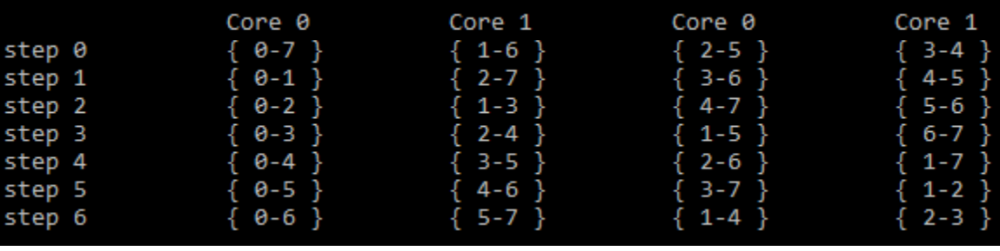 Core 0 Core 1 Core 0 Core 1
step 0 { 0-7 } { 1-6 } { 2-5 } { 3-4 }
step 1 { 0-1 } { 2-7 } { 3-6 } { 4-5 }
step 2 { 0-2 } { 1-3 } { 4-7 } { 5-6 }
step 3 { 0-3 } { 2-4 } { 1-5 } { 6-7 }
step 4 { 0-4 } { 3-5 } { 2-6 } { 1-7 }
step 5 { 0-5 } { 4-6 } { 3-7 } { 1-2 }
step 6 { 0-6 } { 5-7 } { 1-4 } { 2-3 }